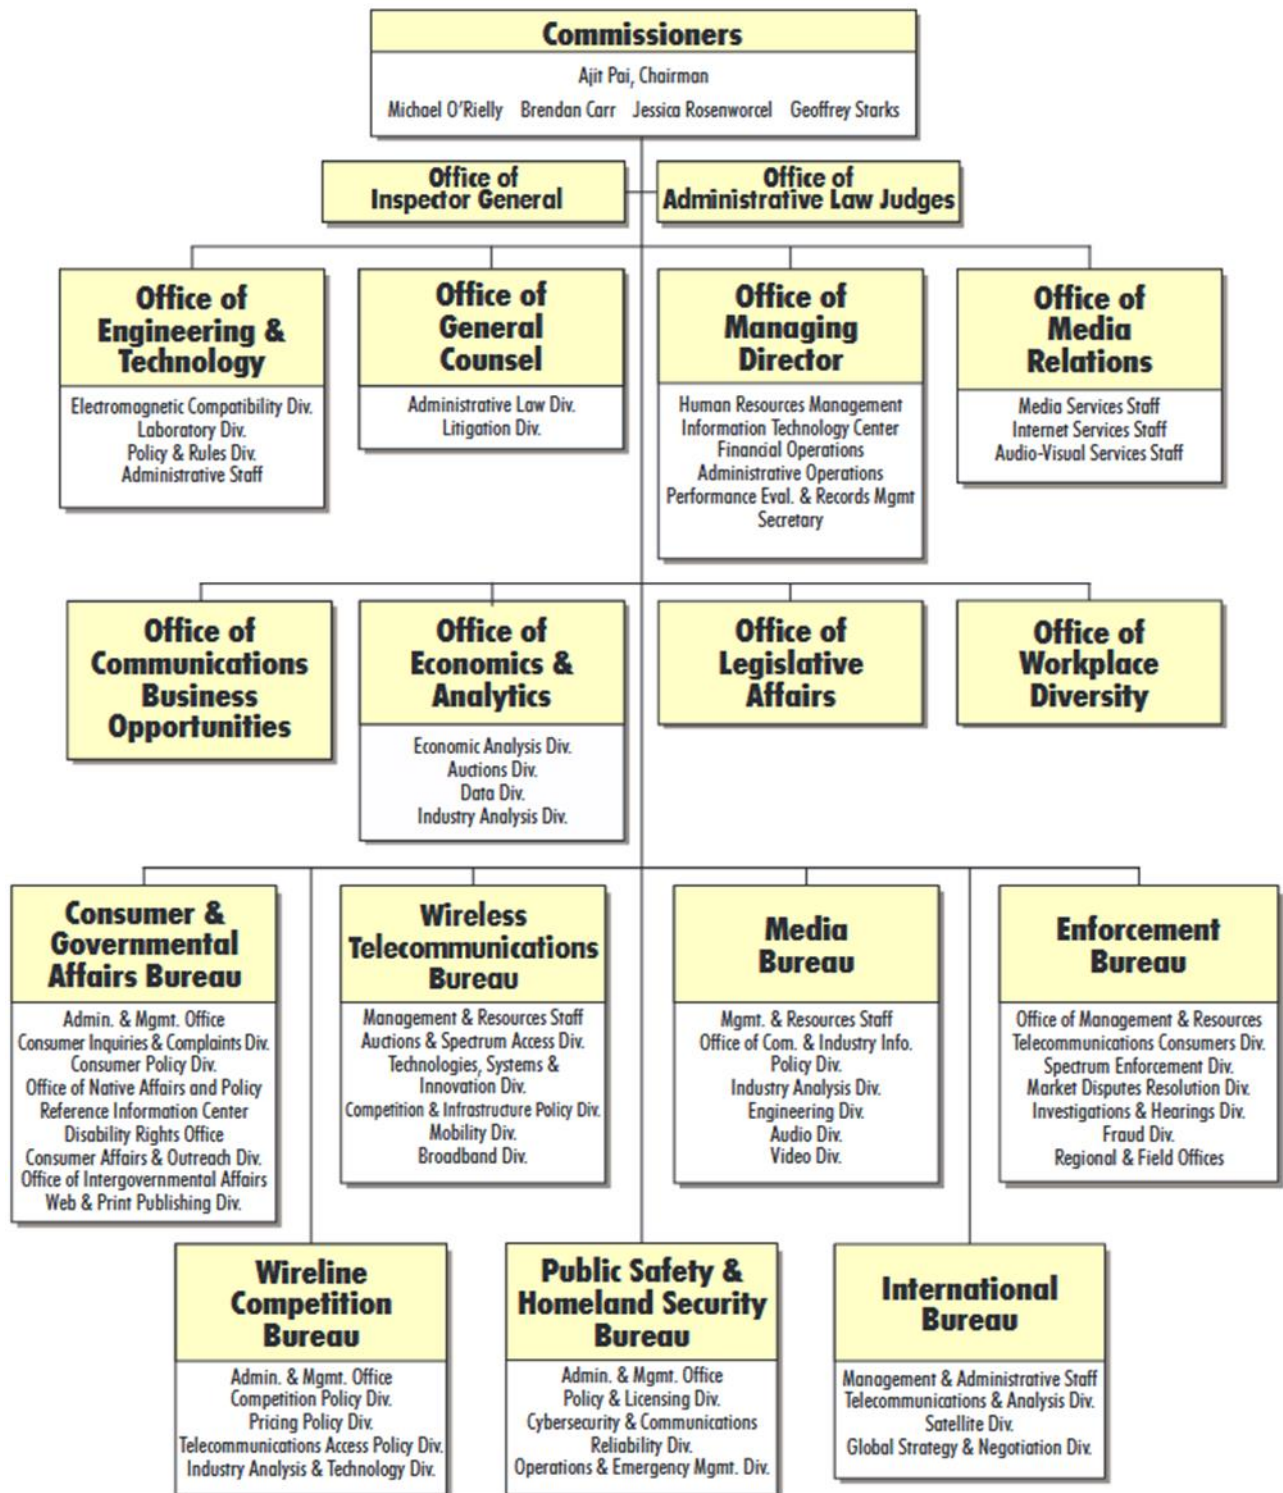 Commissioners
Ajit Pai, Chairman
Michael O'Rielly Brendan Carr Jessica Rosenworcel Geoffrey Starks
Office of
Inspector General
Office of
Administrative Law Judges
Office of
Engineering &
Technology
Electromagnetic Compatibility Div.
Laboratory Div.
Policy & Rules Div.
Administrative Staff
Office of
General
Counsel
Administrative Law Div.
Litigation Div.
Office of
Managing
Director
Human Resources Management
Information Technology Center
Financial Operations
Administrative Operations
Performance Eval. & Records Mgmt
Secretary
Office of
Media
Relations
Media Services Staff
Internet Services Staff
Audio-Visual Services Staff
Office of
Communications
Business
Opportunities
Office of
Economics &
Analytics
Economic Analysis Div.
Auctions Div.
Data Div.
Industry Analysis Div.
Office of
Legislative
Affairs
Office of
Workplace
Diversity
Consumer &
Governmental
Affairs Bureau
Admin. & Mgmt. Office
Consumer Inquiries & Complaints Div.
Consumer Policy Div.
Office of Native Affairs and Policy
Reference Information Center
Disability Rights Office
Consumer Affairs & Outreach Div.
Office of Intergovernmental Affairs
Web & Print Publishing Div.
Wireless
Telecommunications
Bureau
Management & Resources Staff
Auctions & Spectrum Access Div.
Technologies, Systems &
Innovation Div.
Competition & Infrastructure Policy Div.
Mobility Div.
Broadband Div.
Media
Bureau
Mgmt. & Resources Staff
Office of Com. & Industry Info.
Policy Div.
Industry Analysis Div.
Engineering Div.
Audio Div.
Video Div.
Enforcement
Bureau
Office of Management & Resources
Telecommunications Consumers Div.
Spectrum Enforcement Div.
Market Disputes Resolution Div.
Investigations & Hearings Div.
Fraud Div.
Regional & Field Offices
Wireline
Competition
Bureau
Admin. & Mgmt. Office
Competition Policy Div.
Pricing Policy Div.
Telecommunications Access Policy Div.
Industry Analysis & Technology Div.
Public Safety &
Homeland Security
Bureau
Admin. & Mgmt. Office
Policy & Licensing Div.
Cybersecurity & Communications
Reliability Div.
Operations & Emergency Mgmt. Div.
International
Bureau
Management & Administrative Staff
Telecommunications & Analysis Div.
Satellite Div.
Global Strategy & Negotiation Div.